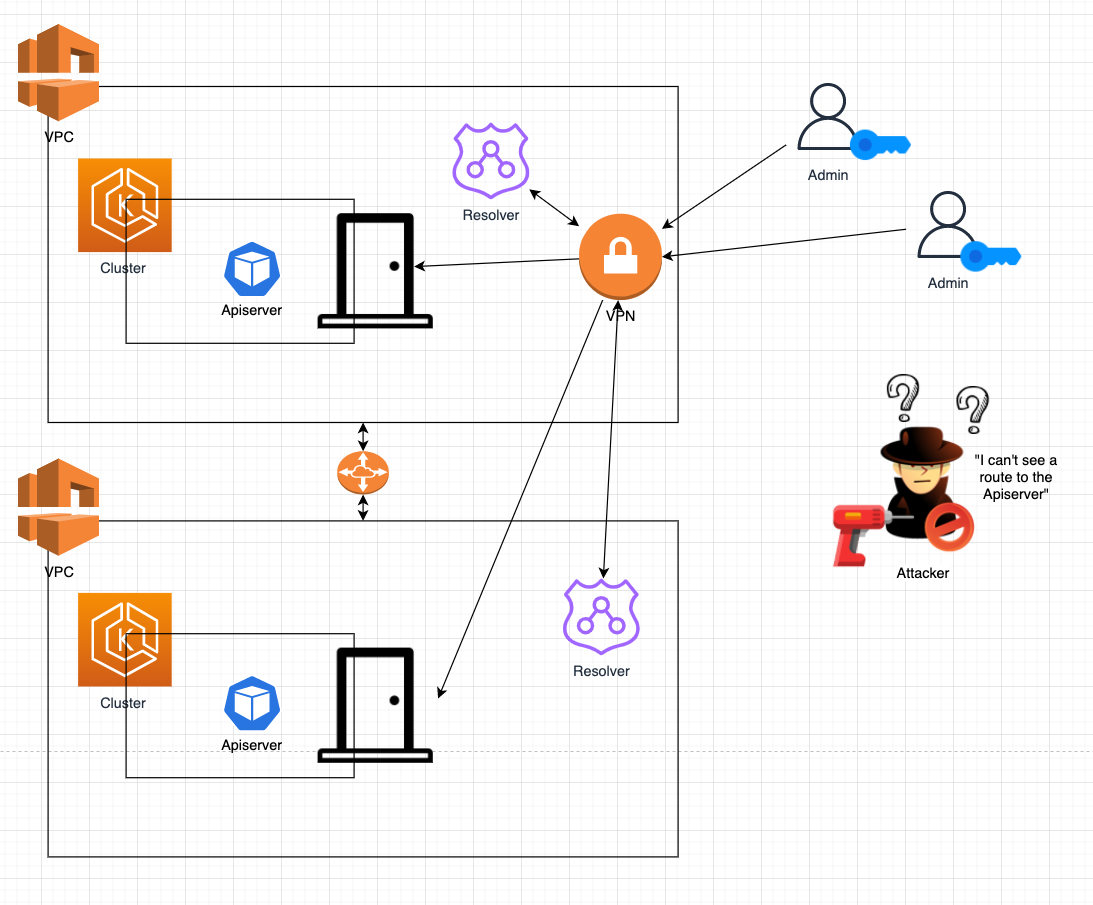 VPC
Cluster
Apiserver
Resolver
VPN
Admin
Admin
"I can't see a
route to the
Apiserver"
Attacker
VPC
Cluster
Apiserver
Resolver